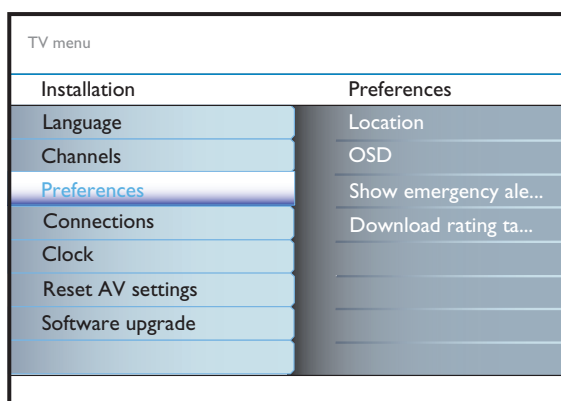 TV menu
Installation
Preferences
Language
Location
Channels
OSD
Preferences
Show emergency ale...
Connections
Download rating ta...
Clock
Reset AV settings
Software upgrade